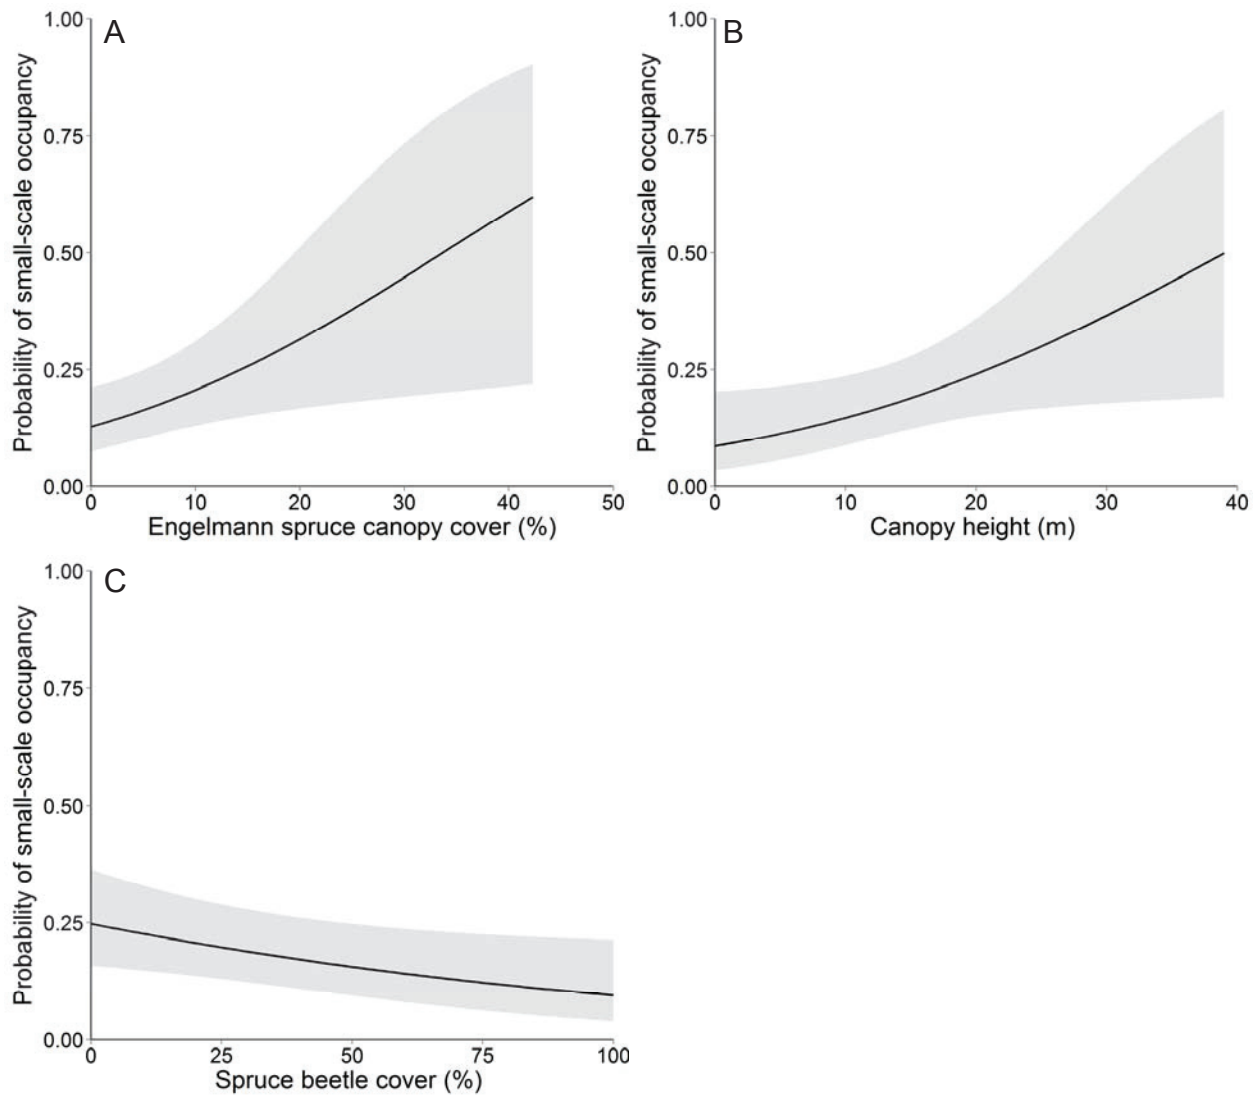 A
Probability of small-scale occupancy
1.00
0.75
0.50
0.25
0.00
0 10 20 30 40 50
Engelmann spruce canopy cover (%)
B
Probability of small-scale occupancy
1.00
0.75
0.50
0.25
0.00
0 10 20 30 40
Canopy height (m)
C
Probability of small-scale occupancy
1.00
0.75
0.50
0.25
0.00
0 25 50 75 100
Spruce beetle cover (%)